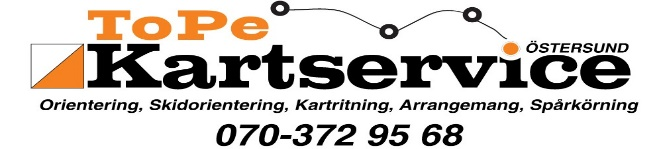 ToPe
ÖSTERSUND
Kartservice
Orientering, Skidorientering, Kartritning, Arrangemang, Spårkörning
070-372 95 68